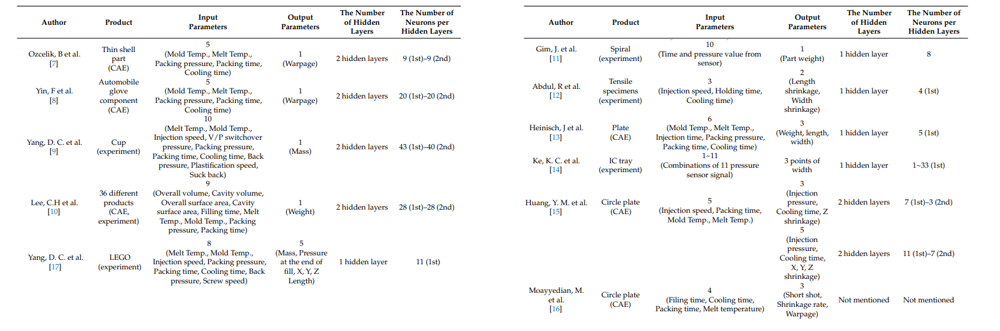 Author Product Input Parameters Output Parameters The Number of Hidden Layers The Number of Neurons per Hidden Layers
Ozcelik, B et al. [7] Thin shell part (CAE) 5 (Mold Temp., Melt Temp., Packing pressure, Packing time, Cooling time) 1 (Warpage) 2 hidden layers 9 (1st)–9 (2nd)
Yin, F et al. [8] Automobile glove component (CAE) 5 (Mold Temp., Melt Temp., Packing pressure, Packing time, Cooling time) 1 (Warpage) 2 hidden layers 20 (1st)–20 (2nd)
Yang, D. C. et al. [9] Cup (experiment) 10 (Melt Temp., Mold Temp., Injection speed, V/P switchover pressure, Packing pressure, Packing time, Cooling time, Back pressure, Plastification speed, Suck back) 1 (Mass) 2 hidden layers 43 (1st)–40 (2nd)
Lee, C.H et al. [10] 36 different products (CAE, experiment) 9 (Overall volume, Cavity volume, Overall surface area, Cavity surface area, Filling time, Melt Temp., Mold Temp., Packing pressure, Packing time) 1 (Weight) 2 hidden layers 28 (1st)–28 (2nd)
Yang, D. C. et al. [17] LEGO (experiment) 8 (Melt Temp., Mold Temp., Injection speed, Packing pressure, Packing time, Cooling time, Back pressure, Screw speed) 5 (Mass, Pressure at the end of fill, X, Y, Z Length) 1 hidden layer 11 (1st)
Author Product Input Parameters Output Parameters The Number of Hidden Layers The Number of Neurons per Hidden Layers
Gim, J. et al. [11] Spiral (experiment) 10 (Time and pressure value from sensor) 1 (Part weight) 1 hidden layer 8
Abdul, R et al. [12] Tensile specimens (experiment) 3 (Injection speed, Holding time, Cooling time) 2 (Length shrinkage, Width shrinkage) 1 hidden layer 4 (1st)
Heinisch, J et al. [13] Plate (CAE) 6 (Mold Temp., Melt Temp., Injection time, Packing pressure, Packing time, Cooling time) 3 (Weight, length, width) 1 hidden layer 5 (1st)
Ke, K. C. et al. [14] IC tray (experiment) 1~11 (Combinations of 11 pressure sensor signal) 3 points of width 1 hidden layer 1~33 (1st)
Huang, Y. M. et al. [15] Circle plate (CAE) 5 (Injection speed, Packing time, Mold Temp., Melt Temp.) 3 (Injection pressure, Cooling time, Z shrinkage) 2 hidden layers 7 (1st)–3 (2nd)
5 (Injection pressure, Cooling time, X, Y, Z shrinkage) 2 hidden layers 11 (1st)–7 (2nd)
Moayyedian, M. et al. [16] Circle plate (CAE) 4 (Filing time, Cooling time, Packing time, Melt temperature) 3 (Short shot, Shrinkage rate, Warpage) Not mentioned Not mentioned